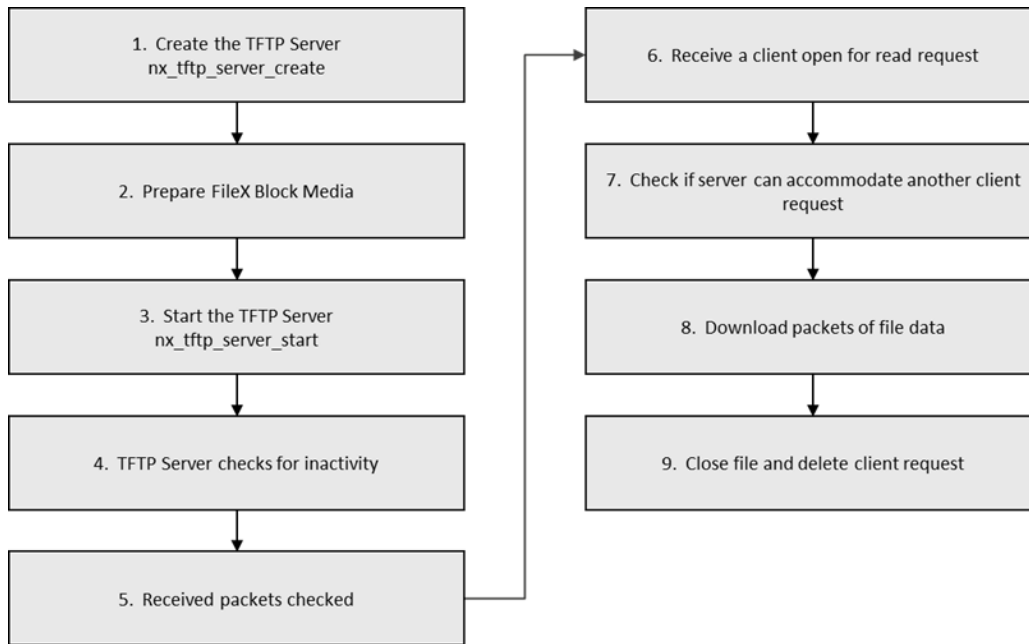 1. Create the TFTP Server
nx_tftp_server_create
2. Prepare FileX Block Media
3. Start the TFTP Server
nx_tftp_server_start
4. TFTP Server checks for inactivity
5. Received packets checked
6. Receive a client open for read request
7. Check if server can accommodate another client
request
8. Download packets of file data
9. Close file and delete client request